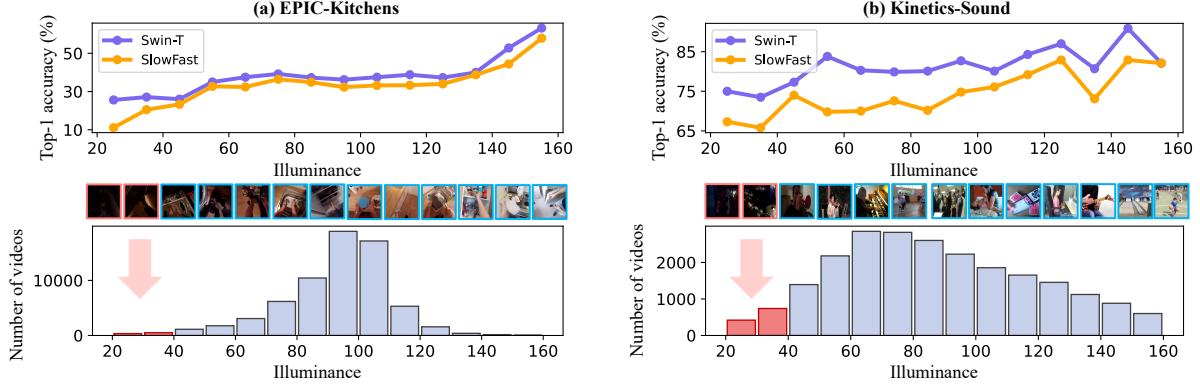 (a) EPIC-Kitchens
Top-1 accuracy (%)
50
30
10
Swin-T
SlowFast
20 40 60 80 100 120 140 160
Illuminance
Number of videos
10000
0
20 40 60 80 100 120 140 160
Illuminance
(b) Kinetics-Sound
Top-1 accuracy (%)
85
75
65
Swin-T
SlowFast
20 40 60 80 100 120 140 160
Illuminance
Number of videos
2000
1000
0
20 40 60 80 100 120 140 160
Illuminance